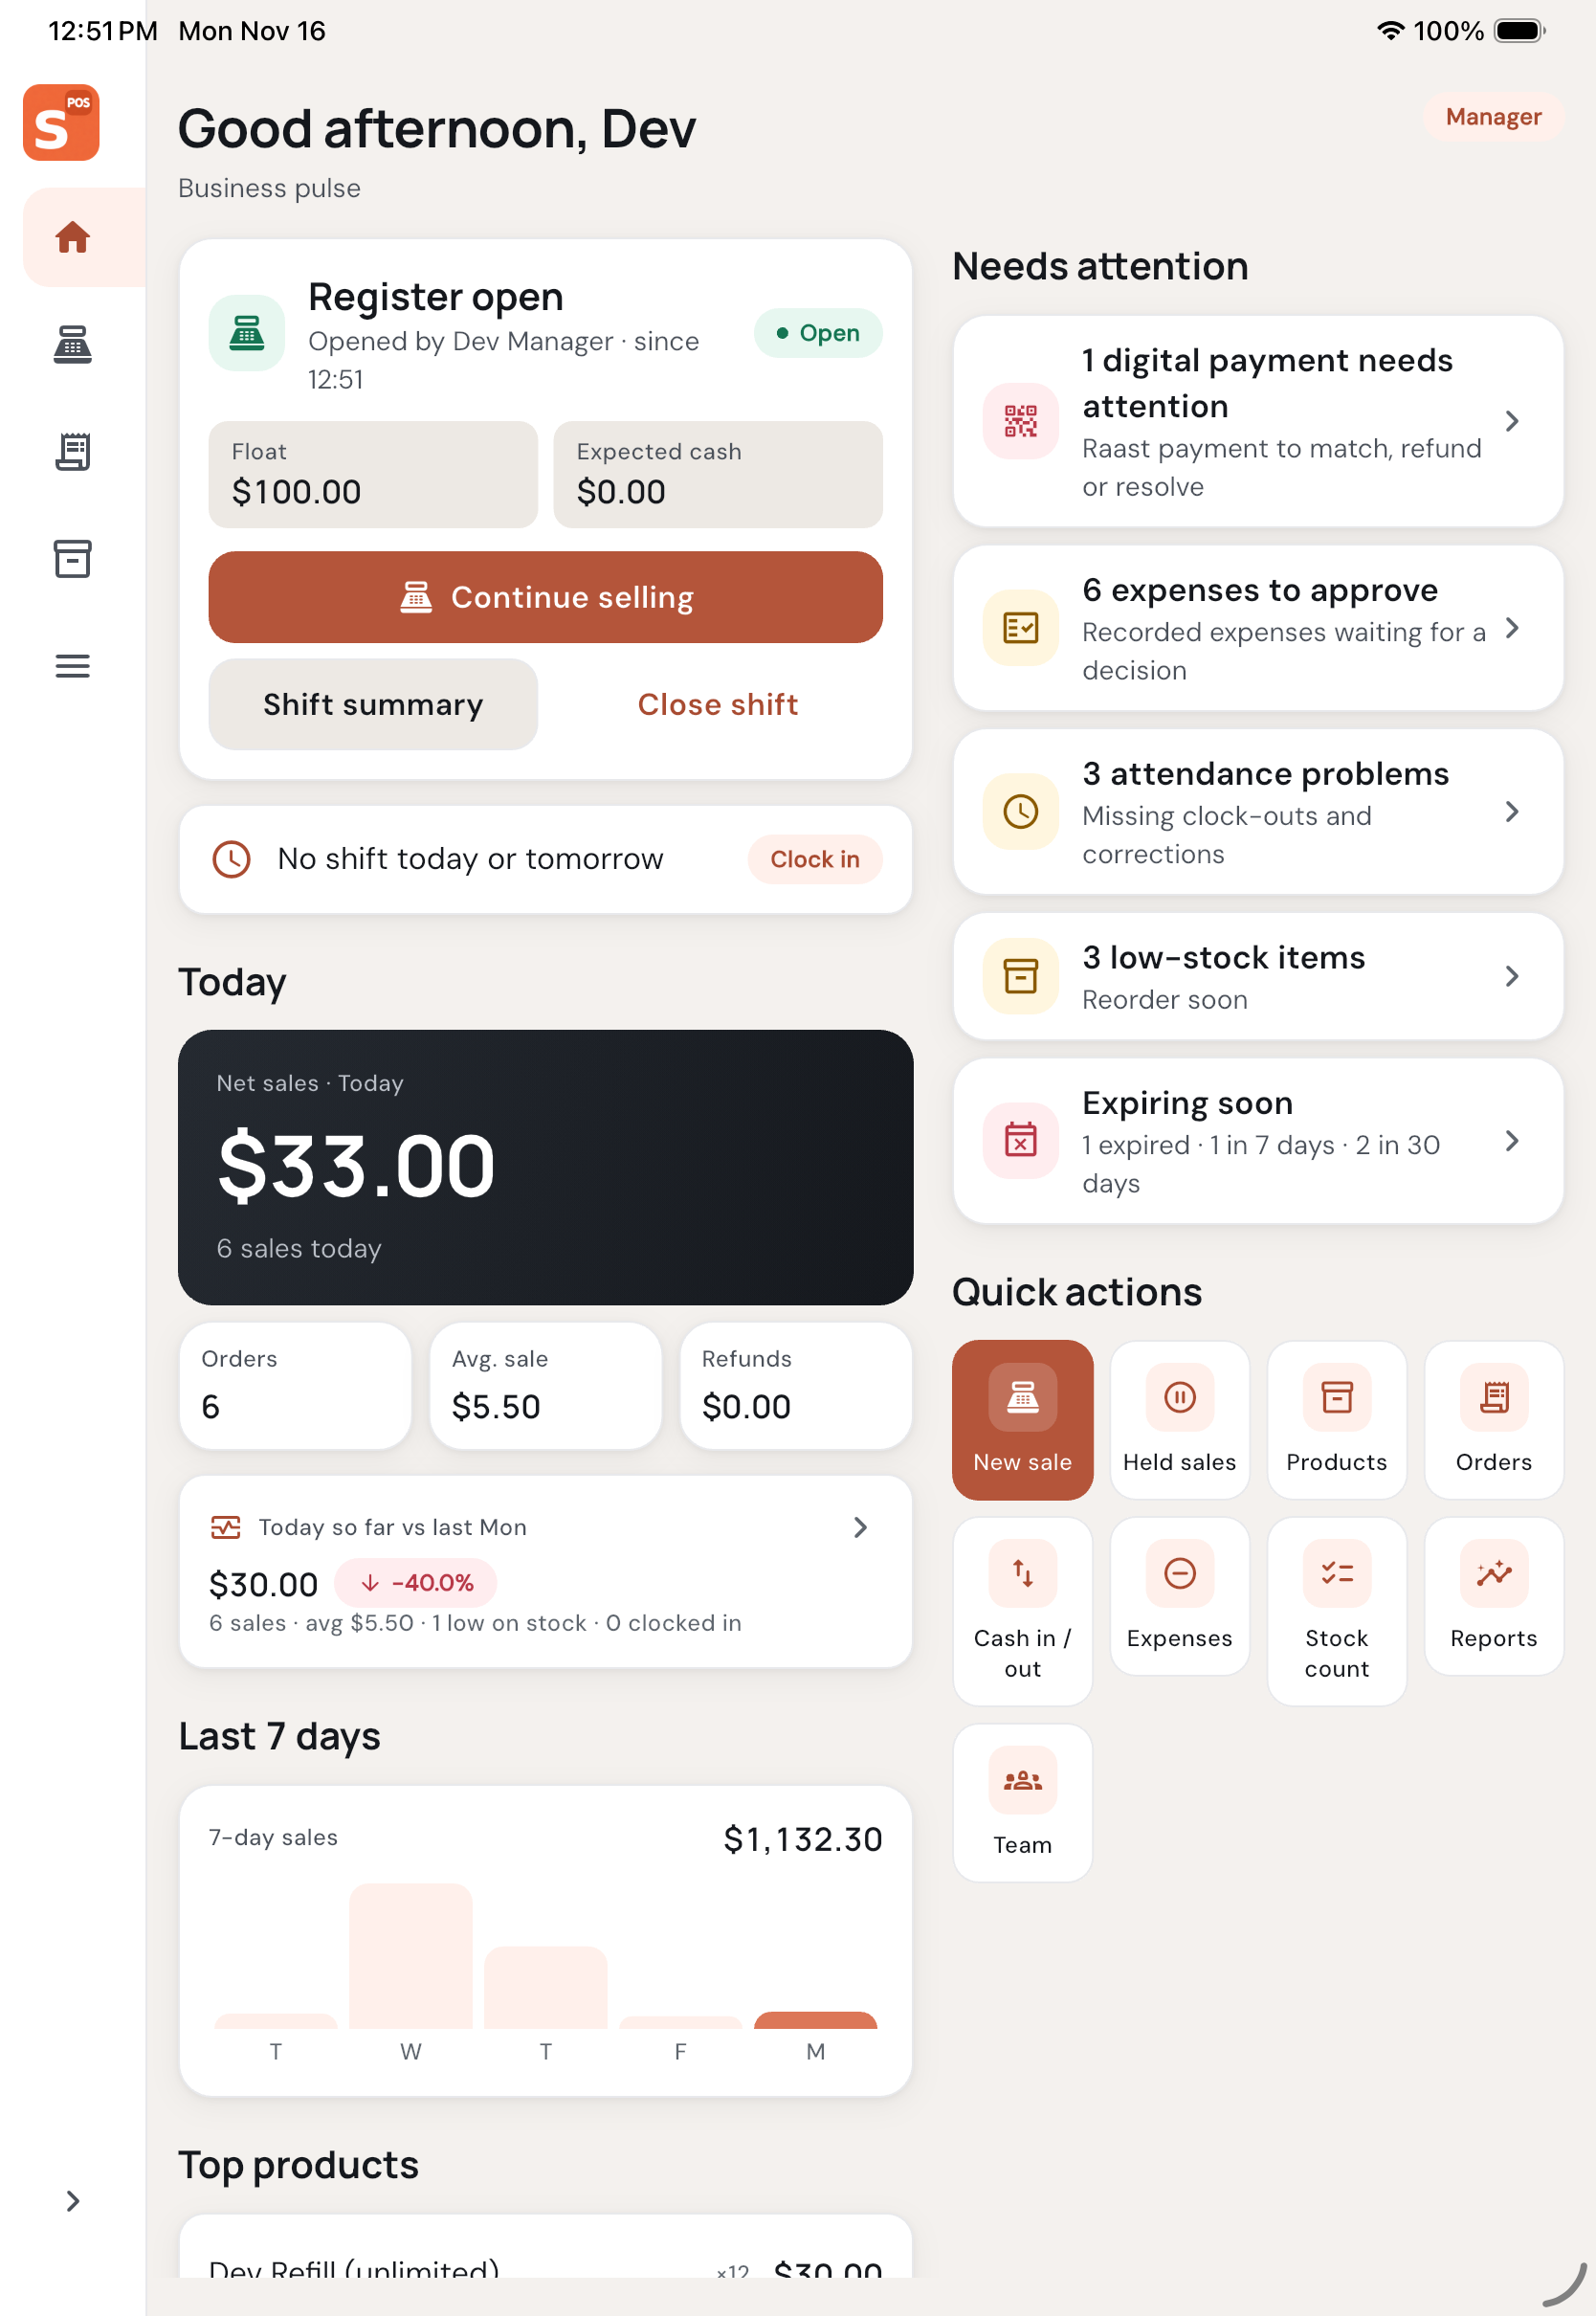 12:51 PM Mon Nov 16
100%
S POS
Good afternoon, Dev
Manager
Business pulse
Register open
Opened by Dev Manager · since
12:51
Open
Float
$100.00
Expected cash
$0.00
Continue selling
Shift summary
Close shift
No shift today or tomorrow
Clock in
Today
Net sales · Today
$33.00
6 sales today
Orders
6
Avg. sale
$5.50
Refunds
$0.00
Today so far vs last Mon
$30.00
-40.0%
6 sales · avg $5.50 · 1 low on stock · 0 clocked in
Last 7 days
7-day sales
$1,132.30
T W T F M
Top products
Dev Refill (unlimited) ×12 $30.00
Needs attention
1 digital payment needs
attention
Raast payment to match, refund
or resolve
6 expenses to approve
Recorded expenses waiting for a
decision
3 attendance problems
Missing clock-outs and
corrections
3 low-stock items
Reorder soon
Expiring soon
1 expired · 1 in 7 days · 2 in 30
days
Quick actions
New sale
Held sales
Products
Orders
Cash in /
out
Expenses
Stock
count
Reports
Team